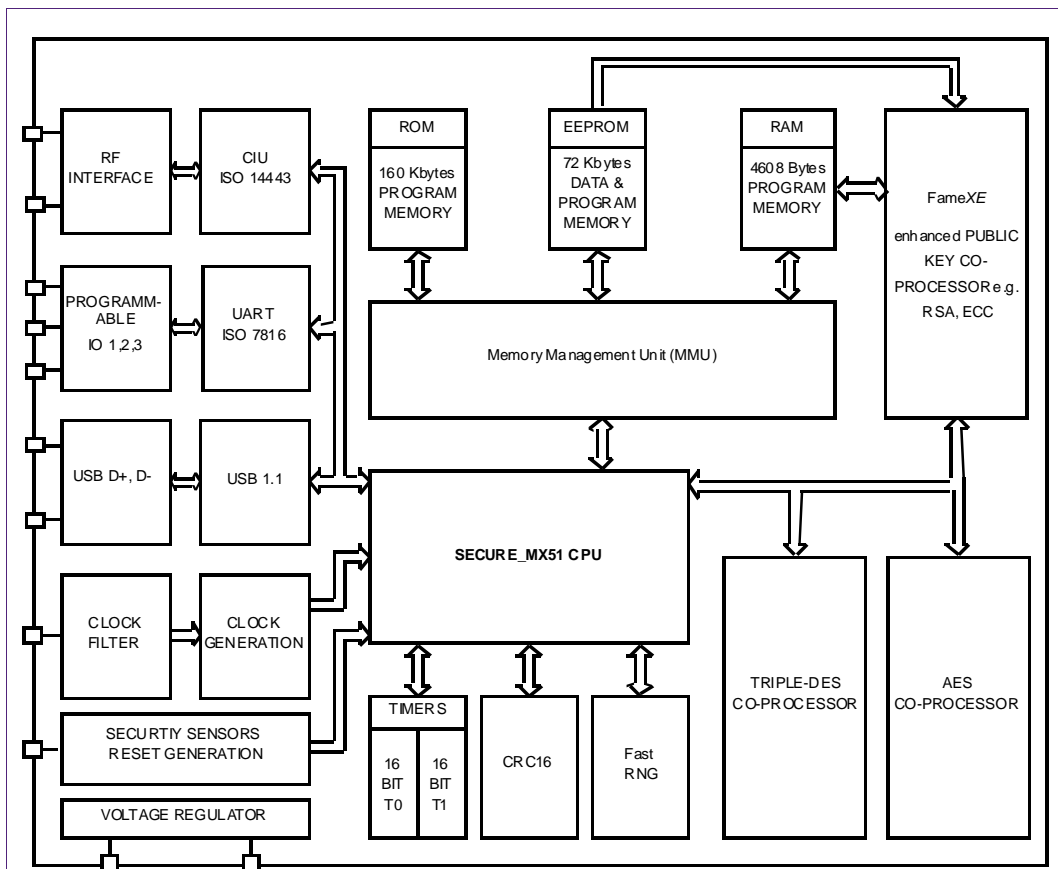 ROM
EEPROM
RAM
RF
INTERFACE
CIU
ISO 14443
160 Kbytes
PROGRAM
MEMORY
72 Kbytes
DATA &
PROGRAM
MEMORY
4608 Bytes
PROGRAM
MEMORY
FameXE
enhanced PUBLIC
KEY CO-
PROCESSOR e.g.
RSA, ECC
PROGRAMM-
ABLE
IO 1,2,3
UART
ISO 7816
Memory Management Unit (MMU)
USB D+, D-
USB 1.1
SECURE_MX51 CPU
CLOCK
FILTER
CLOCK
GENERATION
TRIPLE-DES
CO-PROCESSOR
AES
CO-PROCESSOR
SECURTIY SENSORS
RESET GENERATION
TIMERS
16
BIT
T0
16
BIT
T1
CRC16
Fast
RNG
VOLTAGE REGULATOR